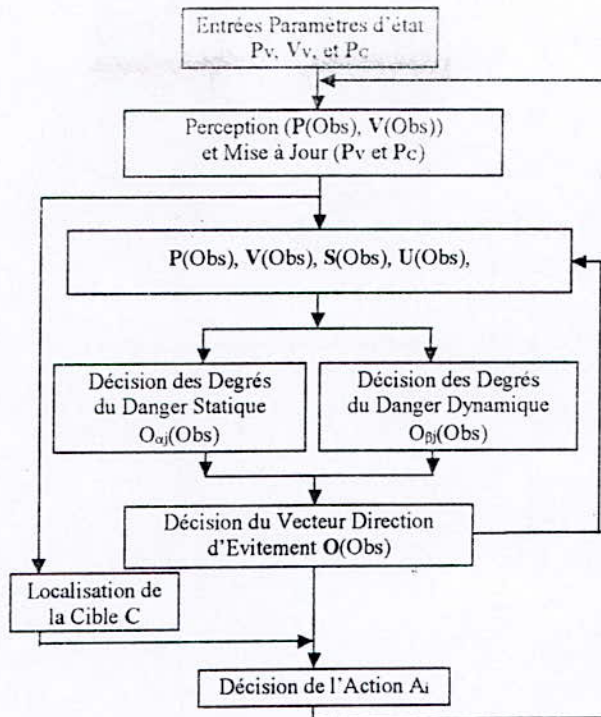 Entrées Paramètres d'état
Pv, Vv, et Pc
Perception (P(Obs), V(Obs))
et Mise à Jour (Pv et Pc)
P(Obs), V(Obs), S(Obs), U(Obs),
Décision des Degrés
du Danger Statique
Oαj(Obs)
Décision des Degrés
du Danger Dynamique
Oβj(Obs)
Décision du Vecteur Direction
d'Evitement O(Obs)
Localisation de
la Cible C
Décision de l'Action Ai